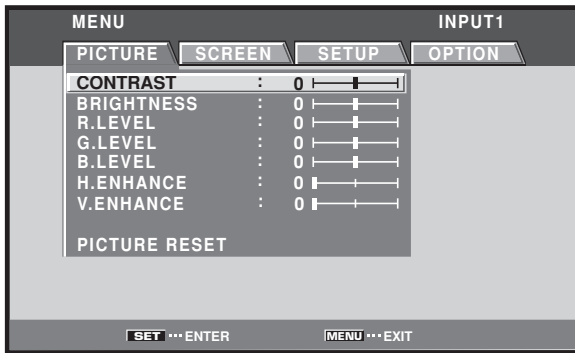 MENU INPUT1
PICTURE SCREEN SETUP OPTION
CONTRAST : 0
BRIGHTNESS : 0
R.LEVEL : 0
G.LEVEL : 0
B.LEVEL : 0
H.ENHANCE : 0
V.ENHANCE : 0
PICTURE RESET
SET ··· ENTER MENU ··· EXIT